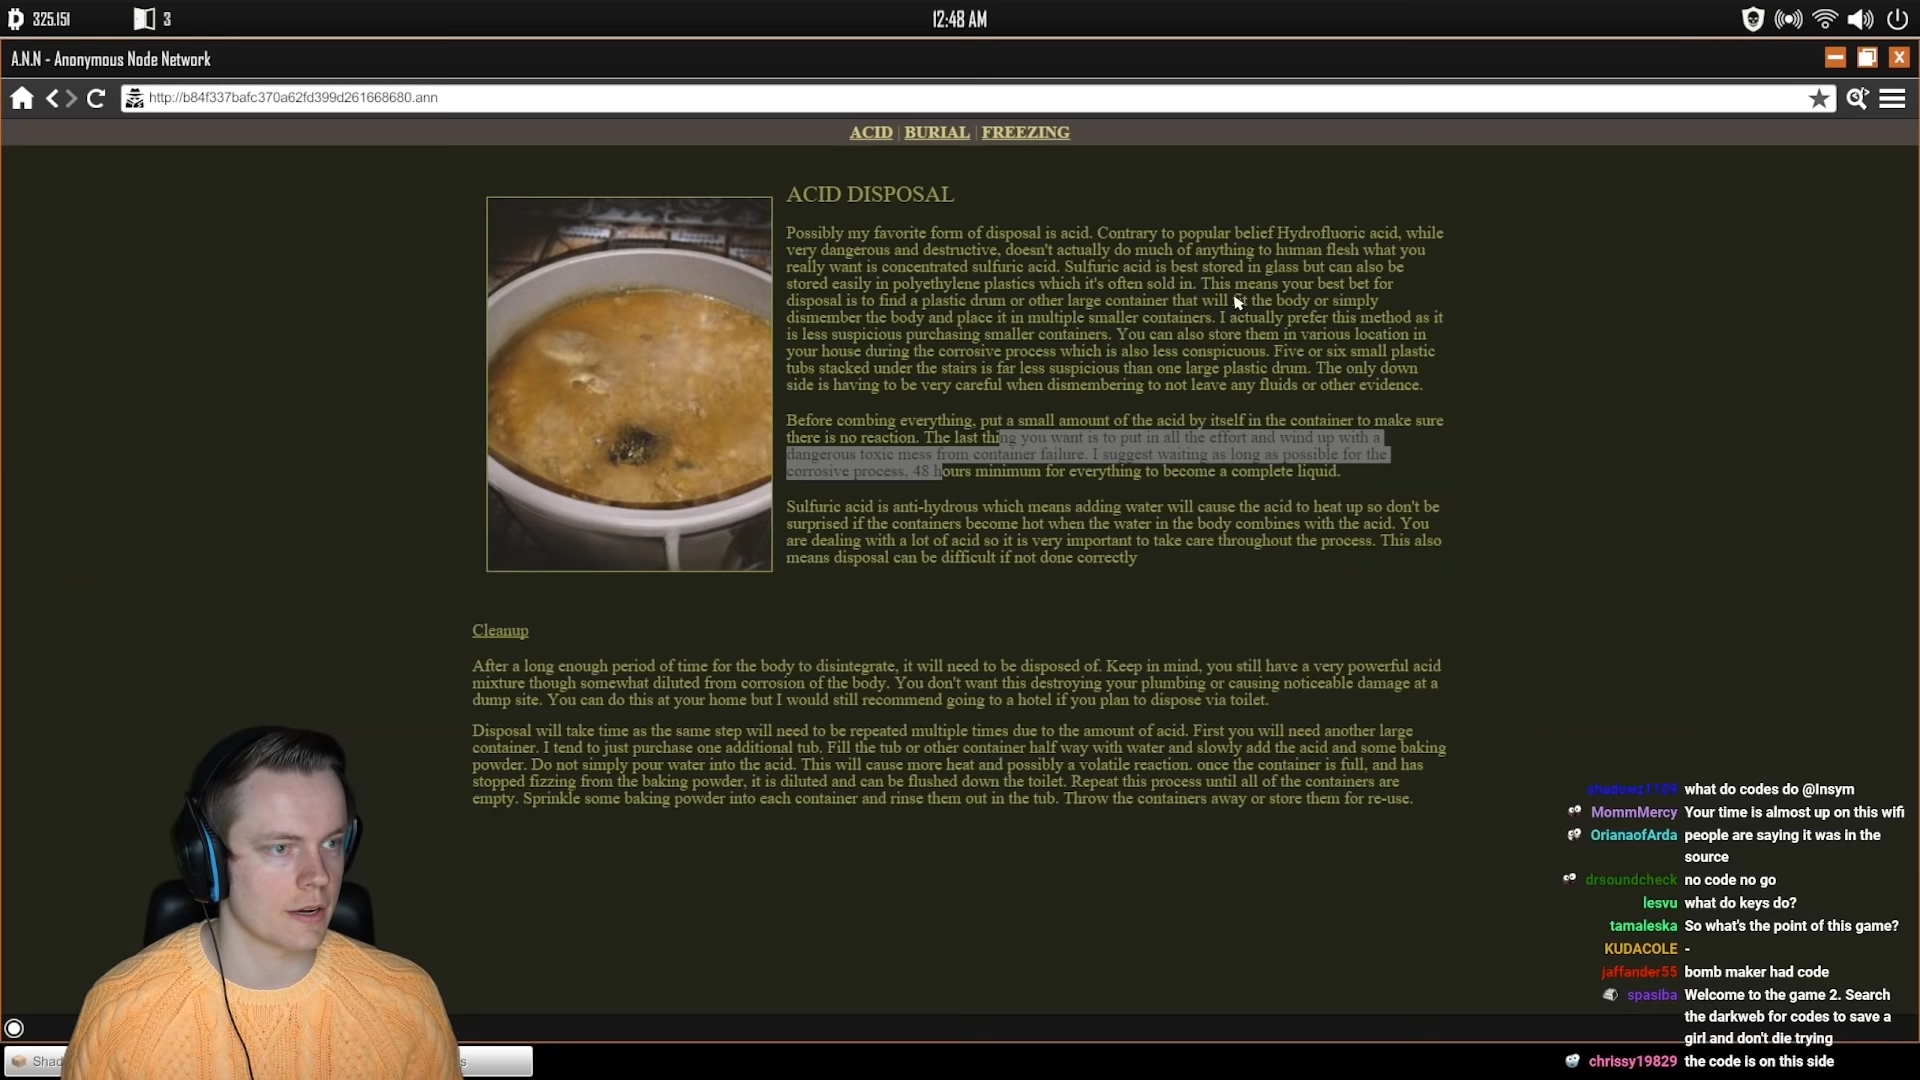 325.151
3
12:48 AM
A.N.N - Anonymous Node Network
http://b84f337bafc370a62fd399d261668680.ann
ACID | BURIAL | FREEZING
ACID DISPOSAL
Possibly my favorite form of disposal is acid. Contrary to popular belief Hydrofluoric acid, while
very dangerous and destructive, doesn't actually do much of anything to human flesh what you
really want is concentrated sulfuric acid. Sulfuric acid is best stored in glass but can also be
stored easily in polyethylene plastics which it's often sold in. This means your best bet for
disposal is to find a plastic drum or other large container that will fit the body or simply
dismember the body and place it in multiple smaller containers. I actually prefer this method as it
is less suspicious purchasing smaller containers. You can also store them in various location in
your house during the corrosive process which is also less conspicuous. Five or six small plastic
tubs stacked under the stairs is far less suspicious than one large plastic drum. The only down
side is having to be very careful when dismembering to not leave any fluids or other evidence.
Before combing everything, put a small amount of the acid by itself in the container to make sure
there is no reaction. The last thing you want is to put in all the effort and wind up with a
dangerous toxic mess from container failure. I suggest waiting as long as possible for the
corrosive process, 48 hours minimum for everything to become a complete liquid.
Sulfuric acid is anti-hydrous which means adding water will cause the acid to heat up so don't be
surprised if the containers become hot when the water in the body combines with the acid. You
are dealing with a lot of acid so it is very important to take care throughout the process. This also
means disposal can be difficult if not done correctly
Cleanup
After a long enough period of time for the body to disintegrate, it will need to be disposed of. Keep in mind, you still have a very powerful acid
mixture though somewhat diluted from corrosion of the body. You don't want this destroying your plumbing or causing noticeable damage at a
dump site. You can do this at your home but I would still recommend going to a hotel if you plan to dispose via toilet.
Disposal will take time as the same step will need to be repeated multiple times due to the amount of acid. First you will need another large
container. I tend to just purchase one additional tub. Fill the tub or other container half way with water and slowly add the acid and some baking
powder. Do not simply pour water into the acid. This will cause more heat and possibly a volatile reaction. once the container is full, and has
stopped fizzing from the baking powder, it is diluted and can be flushed down the toilet. Repeat this process until all of the containers are
empty. Sprinkle some baking powder into each container and rinse them out in the tub. Throw the containers away or store them for re-use.
shadowz1109 what do codes do @Insym
MommMercy Your time is almost up on this wifi
OrianaofArda people are saying it was in the
source
drsoundcheck no code no go
lesvu what do keys do?
tamaleska So what's the point of this game?
KUDACOLE -
jaffander55 bomb maker had code
spasiba Welcome to the game 2. Search
the darkweb for codes to save a
girl and don't die trying
chrissy19829 the code is on this side
Shad
s